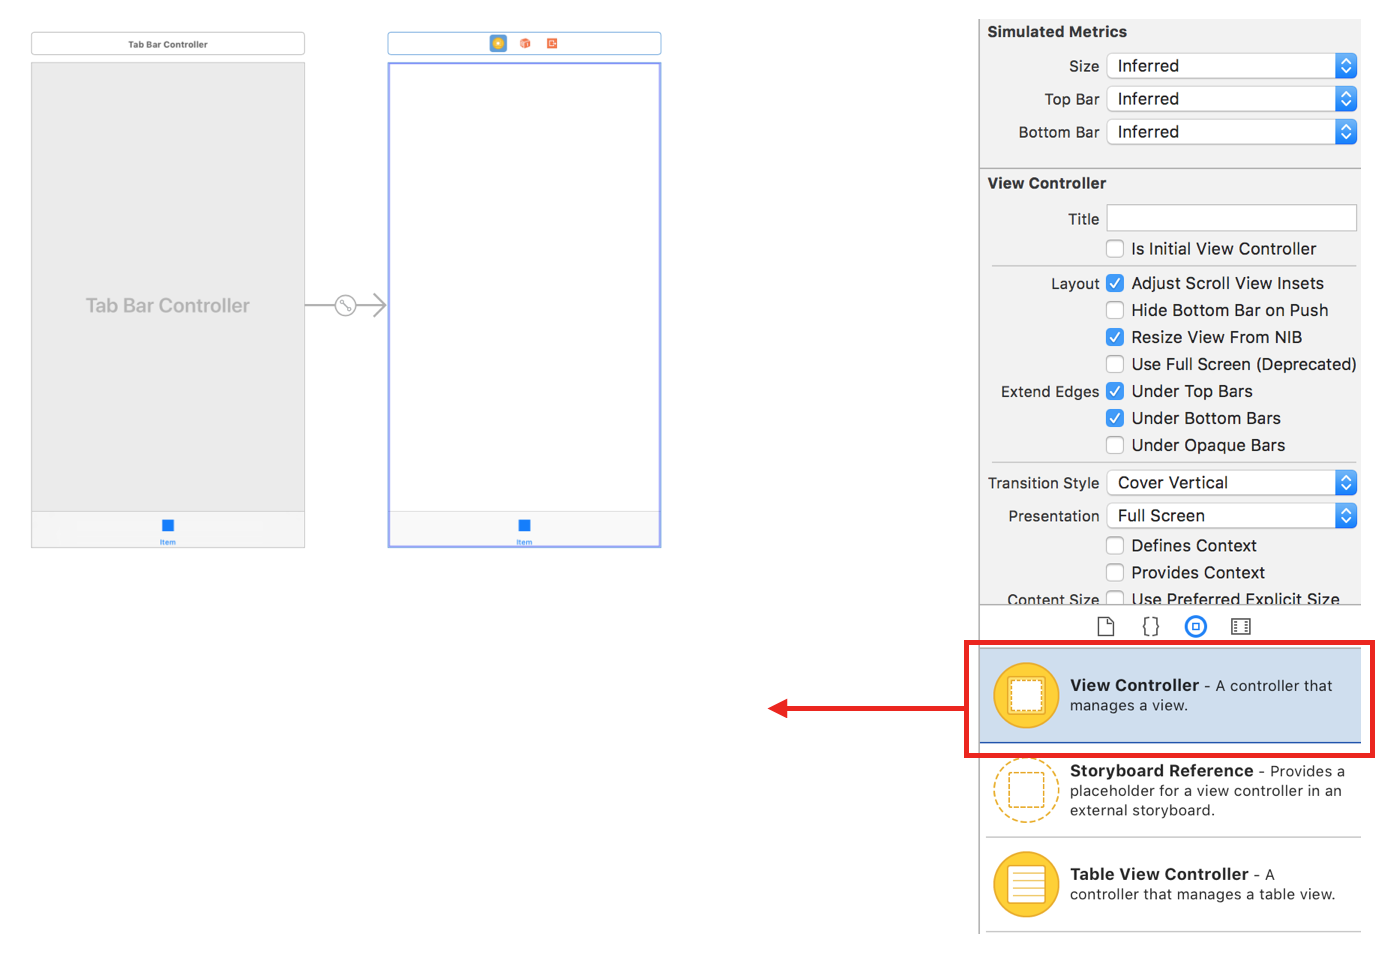 Tab Bar Controller
Tab Bar Controller
Item
Item
Simulated Metrics
Size Inferred
Top Bar Inferred
Bottom Bar Inferred
View Controller
Title
Is Initial View Controller
Layout Adjust Scroll View Insets
Hide Bottom Bar on Push
Resize View From NIB
Use Full Screen (Deprecated)
Extend Edges Under Top Bars
Under Bottom Bars
Under Opaque Bars
Transition Style Cover Vertical
Presentation Full Screen
Defines Context
Provides Context
Content Size Use Preferred Explicit Size
View Controller - A controller that
manages a view.
Storyboard Reference - Provides a
placeholder for a view controller in an
external storyboard.
Table View Controller - A
controller that manages a table view.